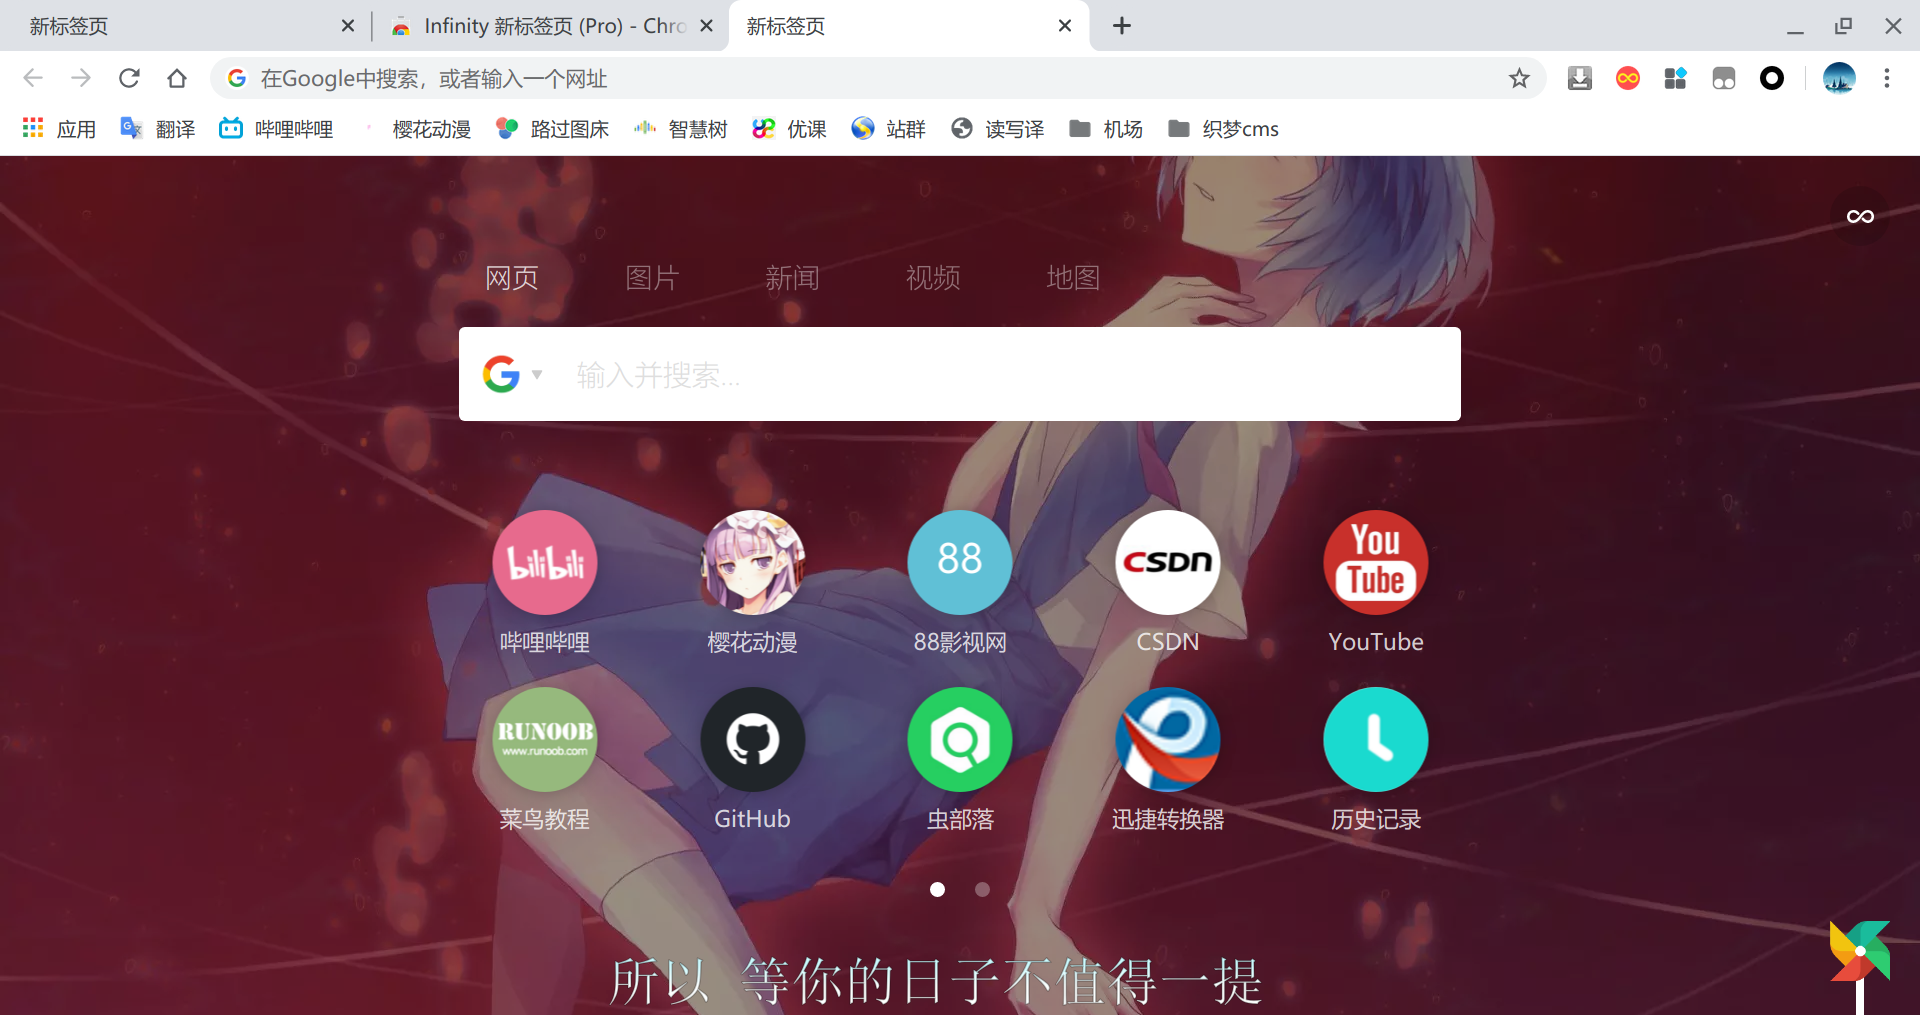 新标签页
Infinity 新标签页 (Pro) - Chro
新标签页
在Google中搜索，或者输入一个网址
应用 翻译 哔哩哔哩 樱花动漫 路过图床 智慧树 优课 站群 读写译 机场 织梦cms
网页 图片 新闻 视频 地图
输入并搜索...
bilibili
88
CSDN
You
Tube
哔哩哔哩 樱花动漫 88影视网 CSDN YouTube
RUNOOB
www.runoob.com
菜鸟教程 GitHub 虫部落 迅捷转换器 历史记录
所以 等你的日子不值得一提